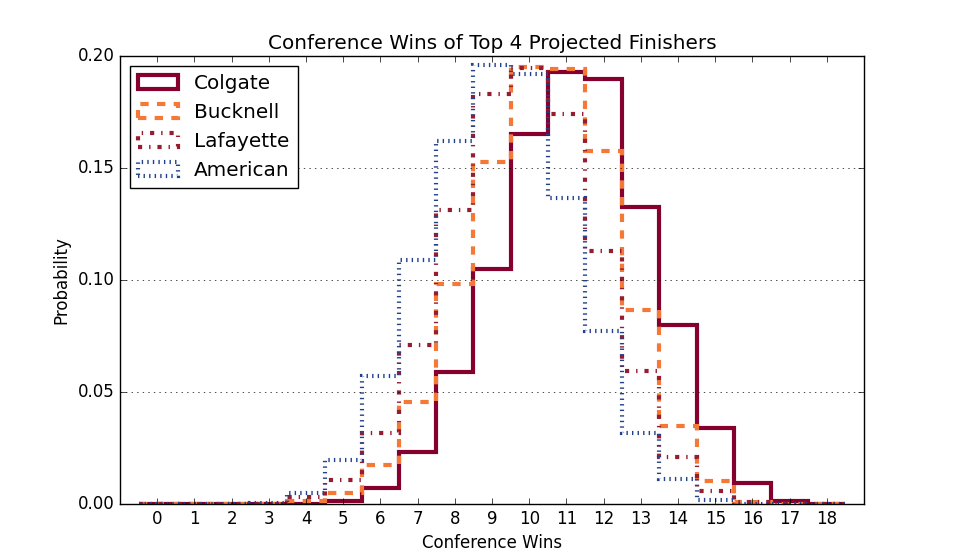 Conference Wins of Top 4 Projected Finishers
Colgate
Bucknell
Lafayette
American
Probability
0.20
0.15
0.10
0.05
0.00
0 1 2 3 4 5 6 7 8 9 10 11 12 13 14 15 16 17 18
Conference Wins